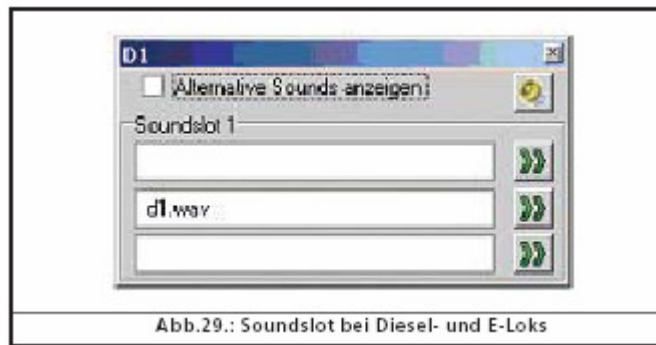 D1
Alternative Sounds anzeigen
Soundslot 1
d1.wav
Abb.29.: Soundslot bei Diesel- und E-Loks